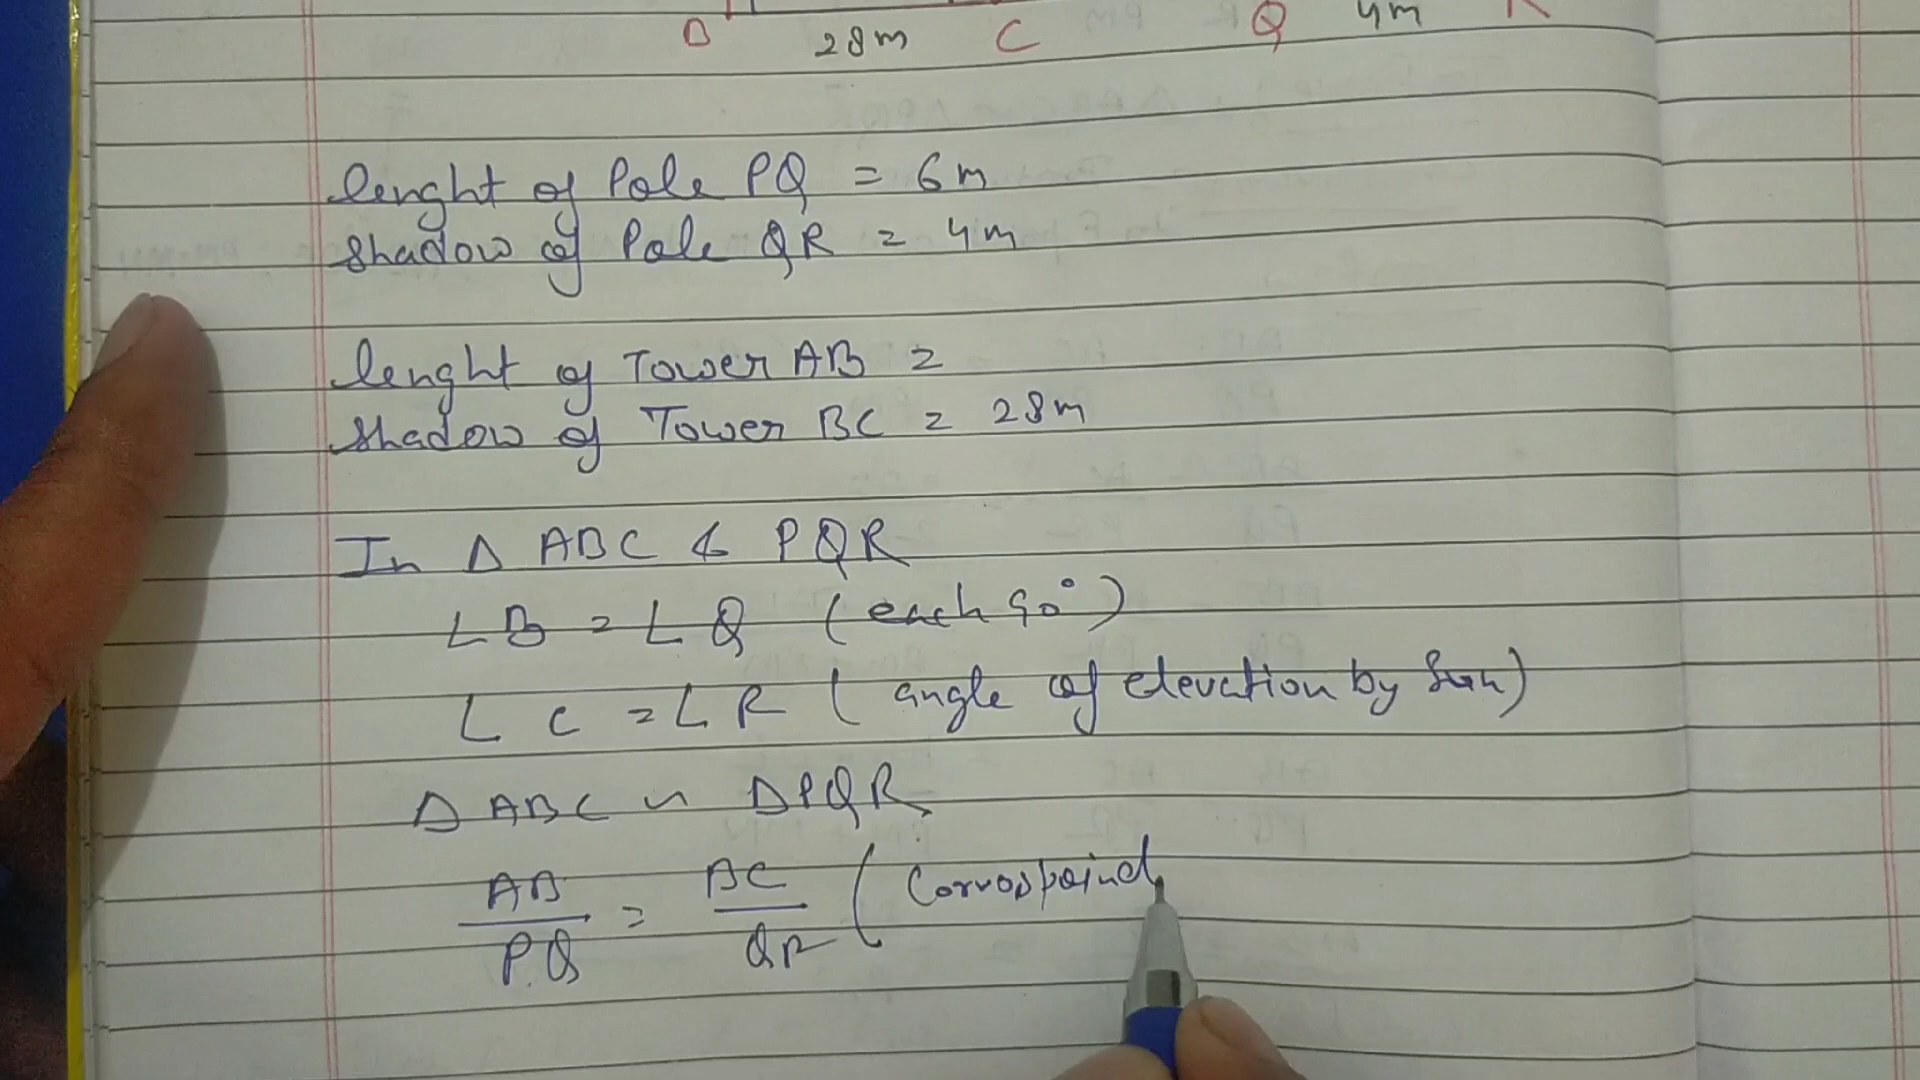 B 28m C Q 4m R
lenght of Pole PQ = 6m
Shadow of Pole QR = 4m
lenght of Tower AB =
Shadow of Tower BC = 28m
In Δ ABC & PQR
∠B = ∠Q (each 90°)
∠C = ∠R (angle of elevation by Sun)
Δ ABC ~ ΔPQR
AB/PQ = BC/QR (Corrospoind